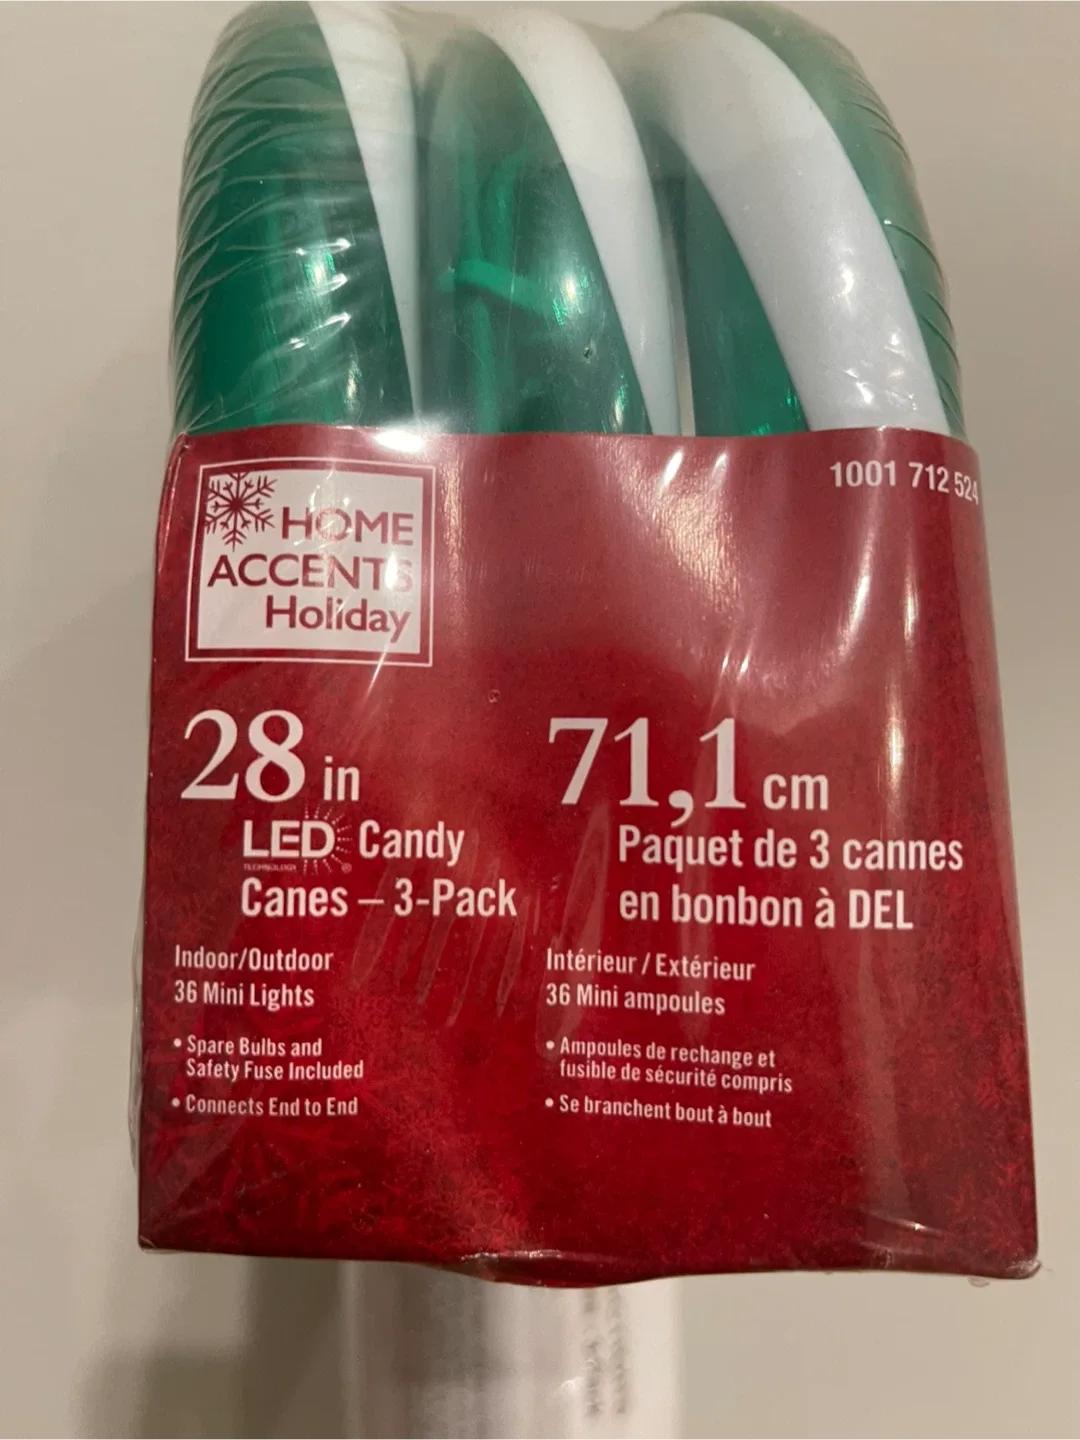 HOME
ACCENTS
Holiday
1001 712 524
28 in
LED Candy
TECHNOLOGY
Canes – 3-Pack
Indoor/Outdoor
36 Mini Lights
• Spare Bulbs and
Safety Fuse Included
• Connects End to End
71,1 cm
Paquet de 3 cannes
en bonbon à DEL
Intérieur / Extérieur
36 Mini ampoules
• Ampoules de rechange et
fusible de sécurité compris
• Se branchent bout à bout